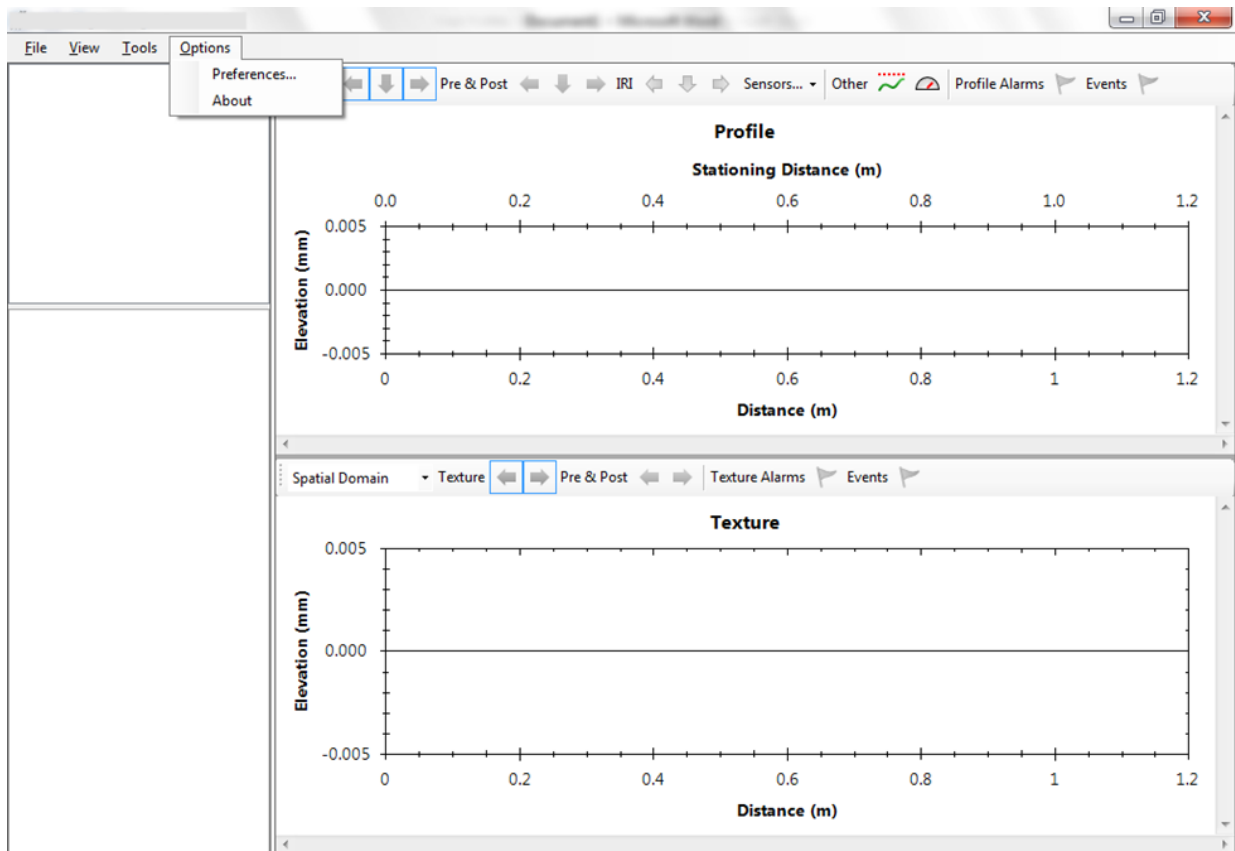 Document1 - Microsoft Word
File View Tools Options
Preferences...
About
Pre & Post IRI Sensors... Other Profile Alarms Events
Profile
Stationing Distance (m)
0.0 0.2 0.4 0.6 0.8 1.0 1.2
0.005
Elevation (mm)
0.000
-0.005
0 0.2 0.4 0.6 0.8 1 1.2
Distance (m)
Spatial Domain Texture Pre & Post Texture Alarms Events
Texture
0.005
Elevation (mm)
0.000
-0.005
0 0.2 0.4 0.6 0.8 1 1.2
Distance (m)